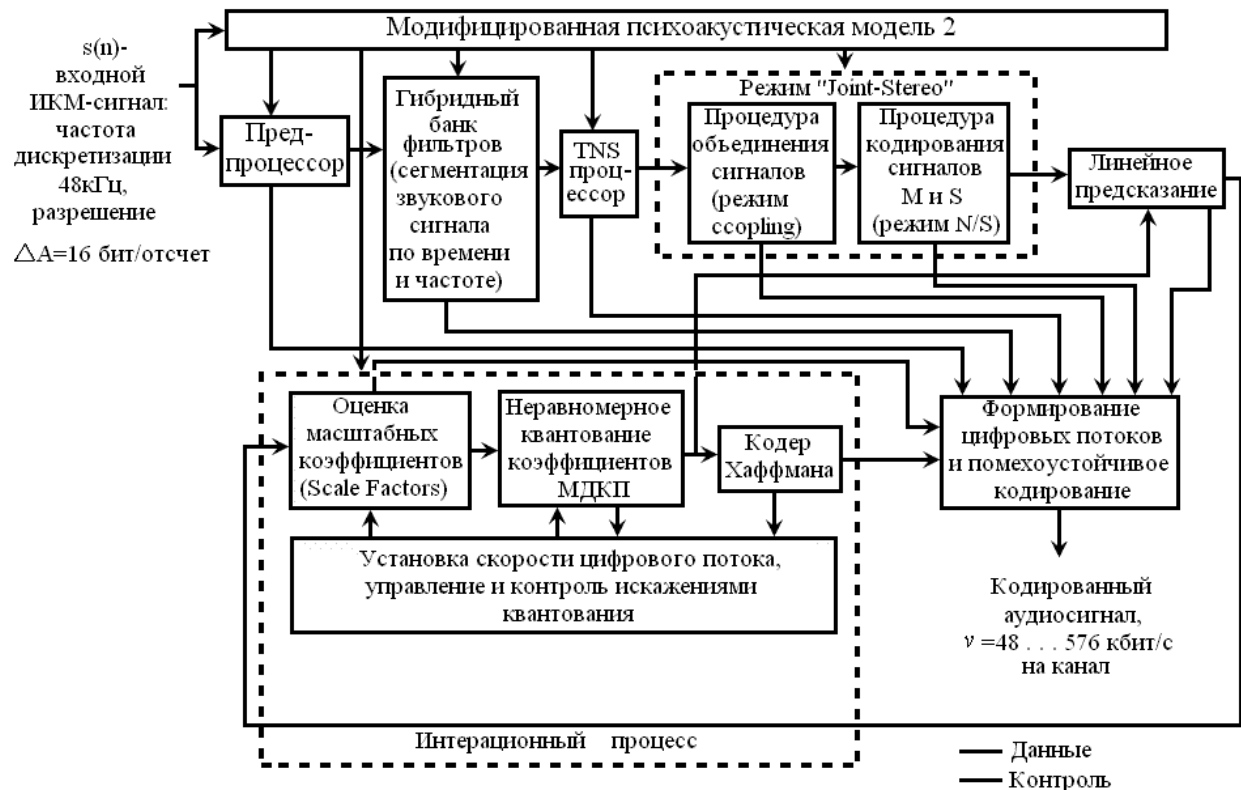 Модифицированная психоакустическая модель 2
s(n)-
входной
ИКМ-сигнал:
частота
дискретизации
48кГц,
разрешение
△A=16 бит/отсчет
Пред-
процессор
Гибридный
банк
фильтров
(сегментация
звукового
сигнала
по времени
и частоте)
TNS
проц-
ессор
Режим "Joint-Stereo"
Процедура
объединения
сигналов
(режим
ccopling)
Процедура
кодирования
сигналов
M и S
(режим N/S)
Линейное
предсказание
Оценка
масштабных
коэффициентов
(Scale Factors)
Неравномерное
квантование
коэффициентов
МДКП
Кодер
Хаффмана
Формирование
цифровых потоков
и помехоустойчивое
кодирование
Установка скорости цифрового потока,
управление и контроль искажениями
квантования
Кодированный
аудиосигнал,
ν =48 . . . 576 кбит/с
на канал
Интерационный процесс
Данные
Контроль